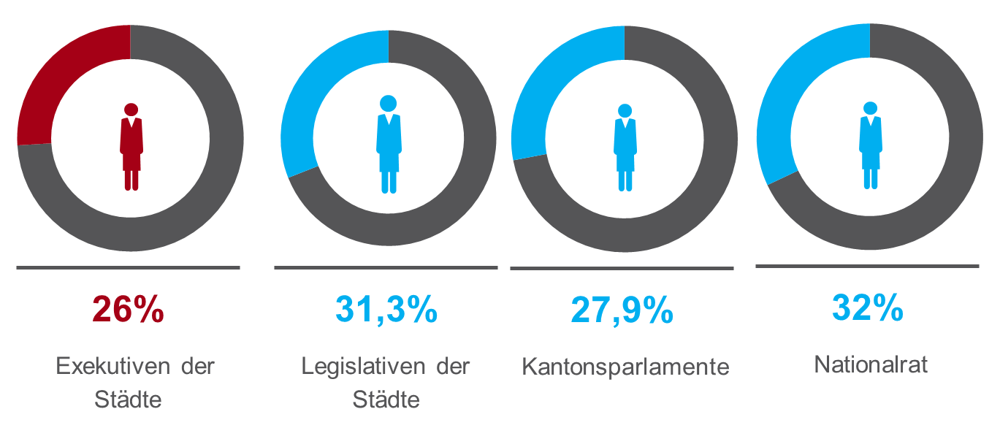 26%
Exekutiven der
Städte
31,3%
Legislativen der
Städte
27,9%
Kantonsparlamente
32%
Nationalrat